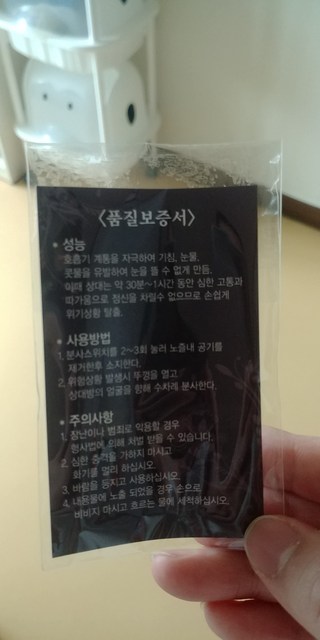 <품질보증서>
• 성능
호흡기 계통을 자극하여 기침, 눈물,
콧물을 유발하여 눈을 뜰 수 없게 만듬.
이때 상대는 약 30분~1시간 동안 심한 고통과
따가움으로 정신을 차릴수 없으므로 손쉽게
위기상황 탈출.
• 사용방법
1. 분사스위치를 2~3회 눌러 노즐내 공기를
제거한후 소지한다.
2. 위험상황 발생시 뚜껑을 열고
상대방의 얼굴을 향해 수차례 분사한다.
• 주의사항
1. 장난이나 범죄로 악용할 경우
형사법에 의해 처벌 받을 수 있습니다.
2. 심한 충격을 가하지 마시고
화기를 멀리 하십시오.
3. 바람을 등지고 사용하십시오.
4. 내용물에 노출 되었을 경우 손으로
비비지 마시고 흐르는 물에 세척하십시오.